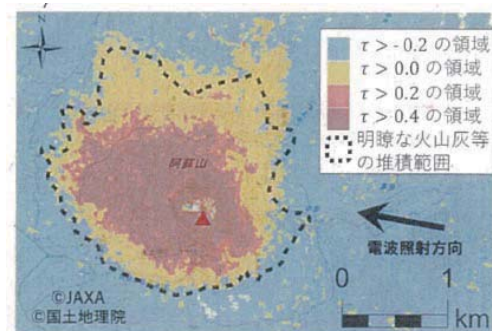 N
τ > - 0.2 の領域
τ > 0.0 の領域
τ > 0.2 の領域
τ > 0.4 の領域
明瞭な火山灰等
の堆積範囲
阿蘇山
電波照射方向
0 1
km
©JAXA
©国土地理院